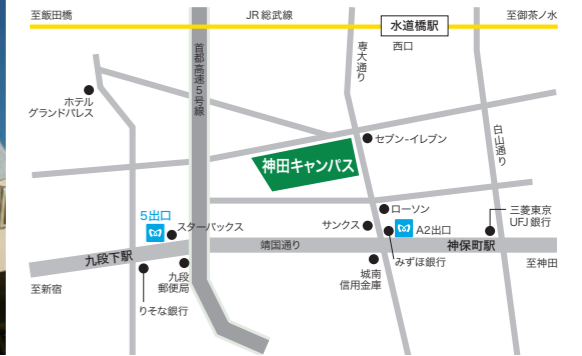 至飯田橋
JR 総武線
水道橋駅
至御茶ノ水
西口
専大通り
首都高速5号線
ホテル
グランドパレス
セブン-イレブン
白山通り
神田キャンパス
5出口
スターバックス
ローソン
サンクス
A2出口
三菱東京
UFJ 銀行
九段下駅
靖国通り
神保町駅
みずほ銀行
至神田
九段
郵便局
城南
信用金庫
至新宿
りそな銀行